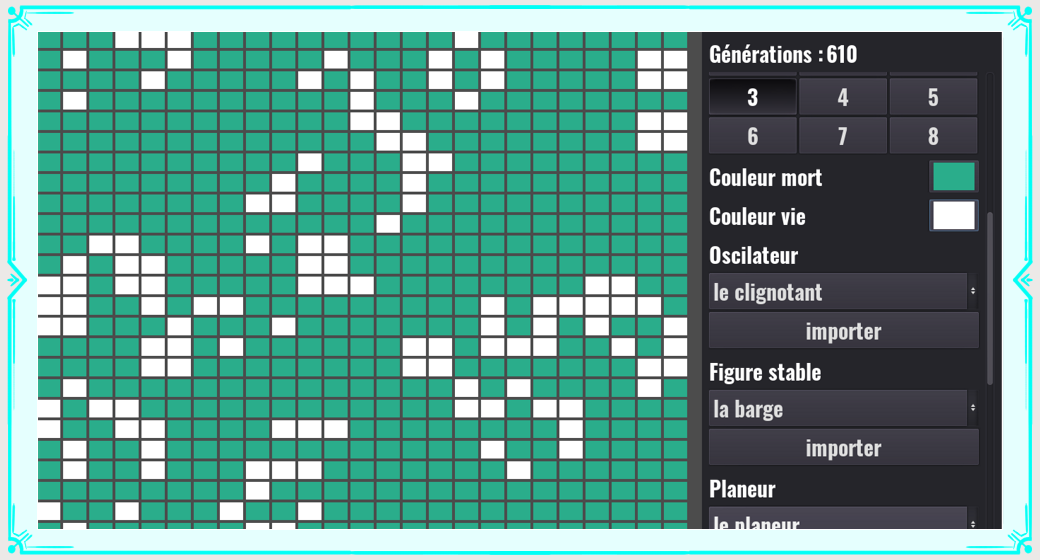 Générations : 610
3 4 5
6 7 8
Couleur mort
Couleur vie
Oscilateur
le clignotant
importer
Figure stable
la barge
importer
Planeur
le planeur